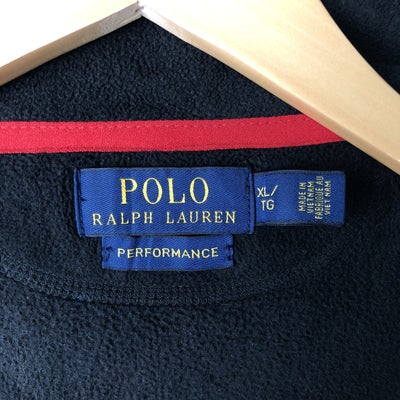 POLO
RALPH LAUREN
PERFORMANCE
XL/
TG
MADE IN
VIETNAM
FABRIQUÉ AU
VIET NAM